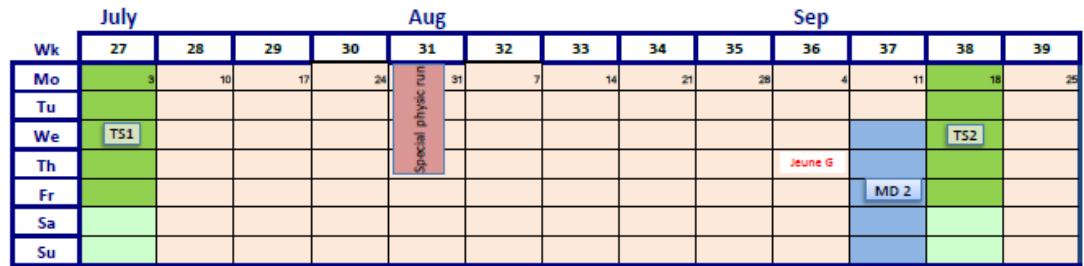 July Aug Sep
Wk 27 28 29 30 31 32 33 34 35 36 37 38 39
Mo 3 10 17 24 31 7 14 21 28 4 11 18 25
Special physic run
Tu
We TS1 TS2
Th Jeune G
Fr MD 2
Sa
Su